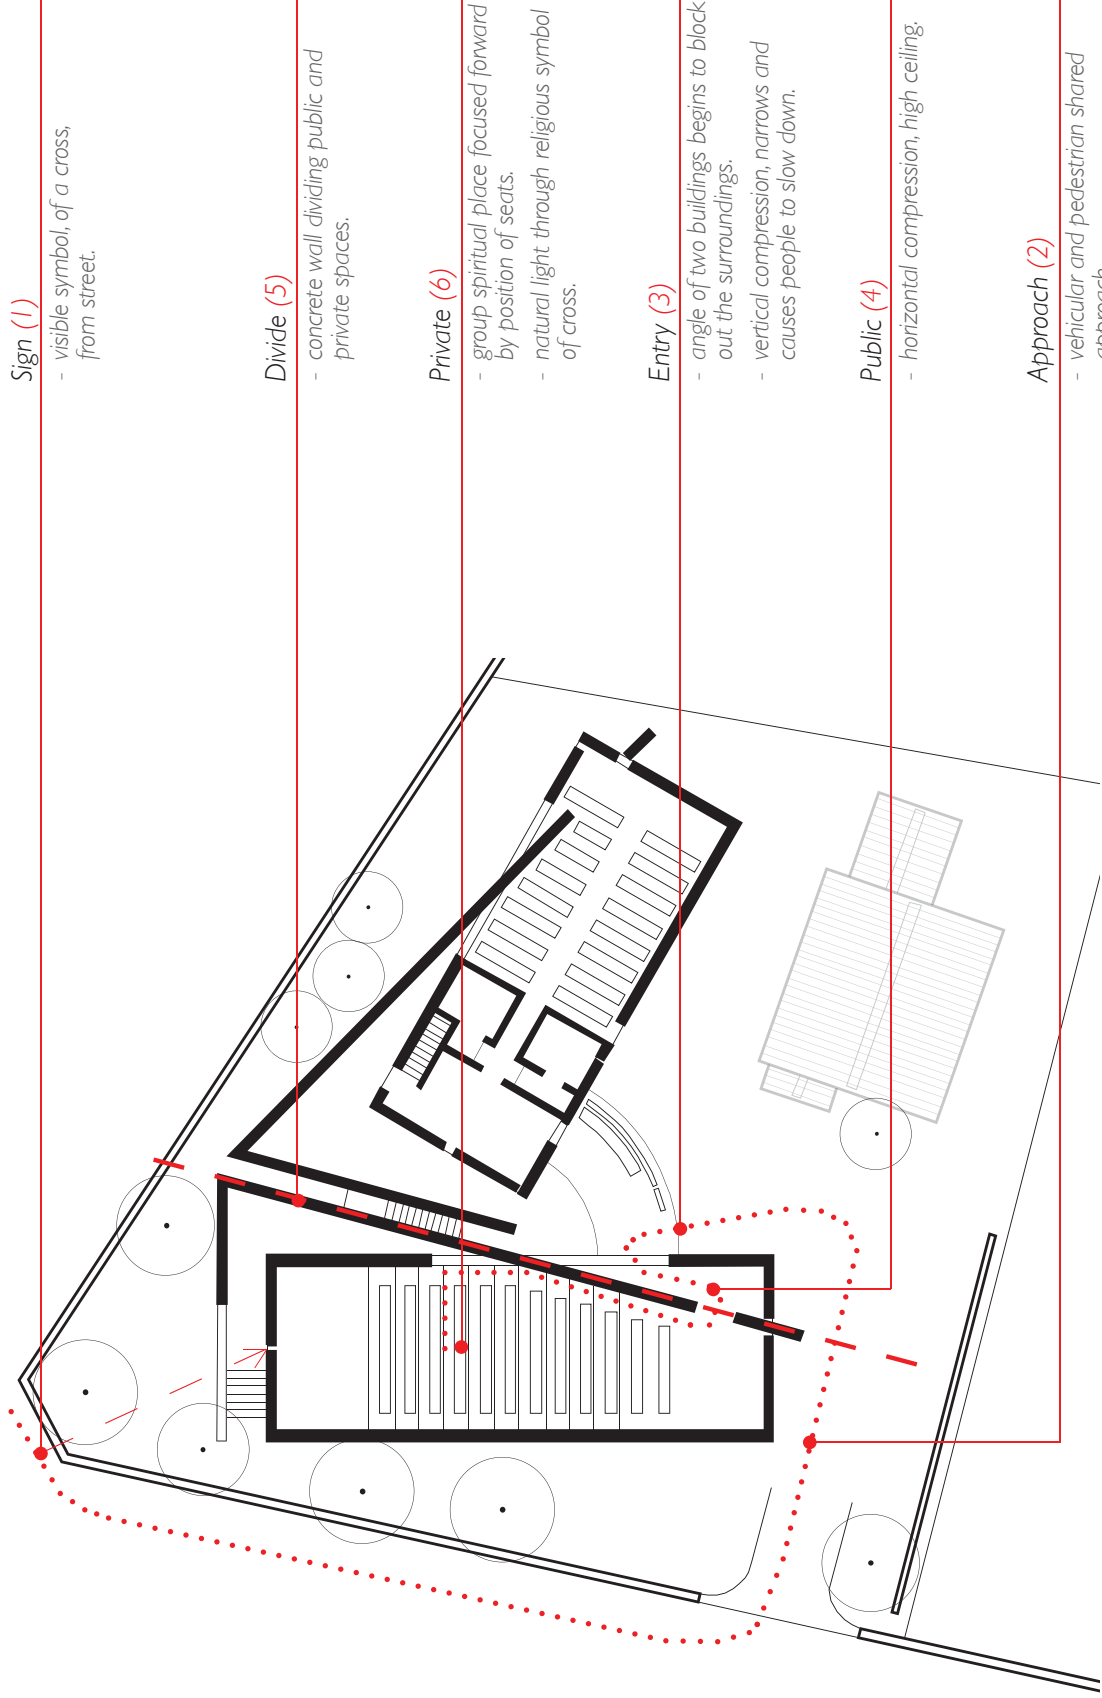 Sign (1)
- visible symbol, of a cross,
from street.
Divide (5)
- concrete wall dividing public and
private spaces.
Private (6)
- group spiritual place focused forward
by position of seats.
- natural light through religious symbol
of cross.
Entry (3)
- angle of two buildings begins to block
out the surroundings.
- vertical compression, narrows and
causes people to slow down.
Public (4)
- horizontal compression, high ceiling.
Approach (2)
- vehicular and pedestrian shared
approach